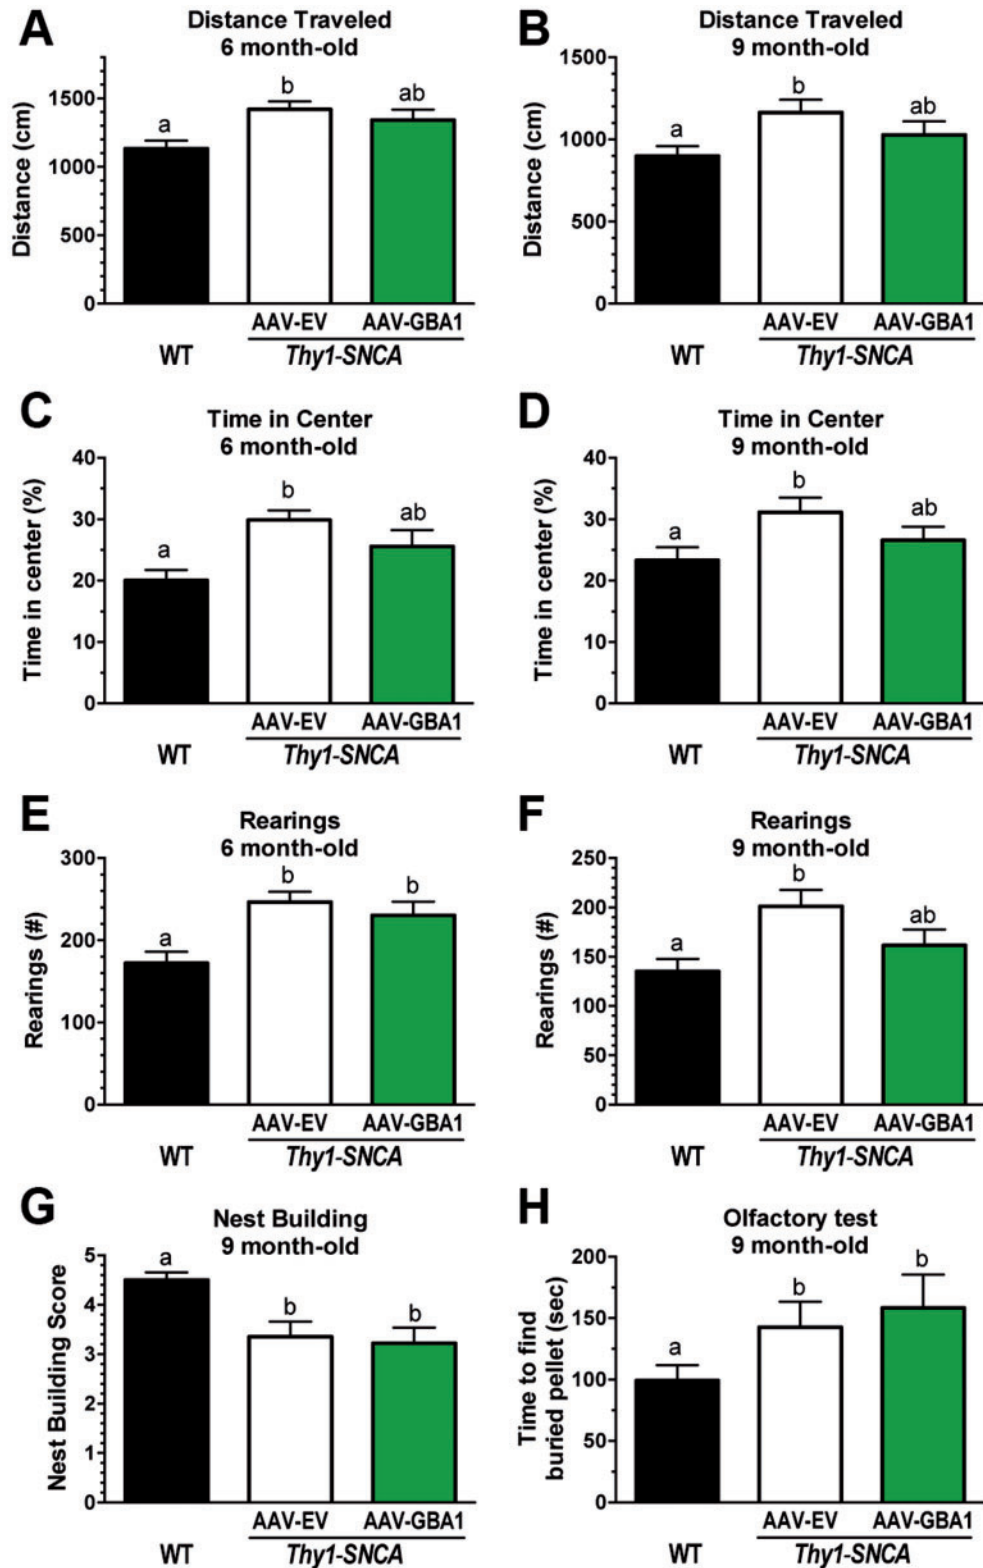 A
Distance Traveled
6 month-old
Distance (cm)
1500
1000
500
0
a
b
ab
AAV-EV AAV-GBA1
WT Thy1-SNCA
B
Distance Traveled
9 month-old
Distance (cm)
1500
1000
500
0
a
b
ab
AAV-EV AAV-GBA1
WT Thy1-SNCA
C
Time in Center
6 month-old
Time in center (%)
40
30
20
10
0
a
b
ab
AAV-EV AAV-GBA1
WT Thy1-SNCA
D
Time in Center
9 month-old
Time in center (%)
40
30
20
10
0
a
b
ab
AAV-EV AAV-GBA1
WT Thy1-SNCA
E
Rearings
6 month-old
Rearings (#)
300
200
100
0
a
b
b
AAV-EV AAV-GBA1
WT Thy1-SNCA
F
Rearings
9 month-old
Rearings (#)
250
200
150
100
50
0
a
b
ab
AAV-EV AAV-GBA1
WT Thy1-SNCA
G
Nest Building
9 month-old
Nest Building Score
5
4
3
2
1
0
a
b
b
AAV-EV AAV-GBA1
WT Thy1-SNCA
H
Olfactory test
9 month-old
Time to find
buried pellet (sec)
200
150
100
50
0
a
b
b
AAV-EV AAV-GBA1
WT Thy1-SNCA